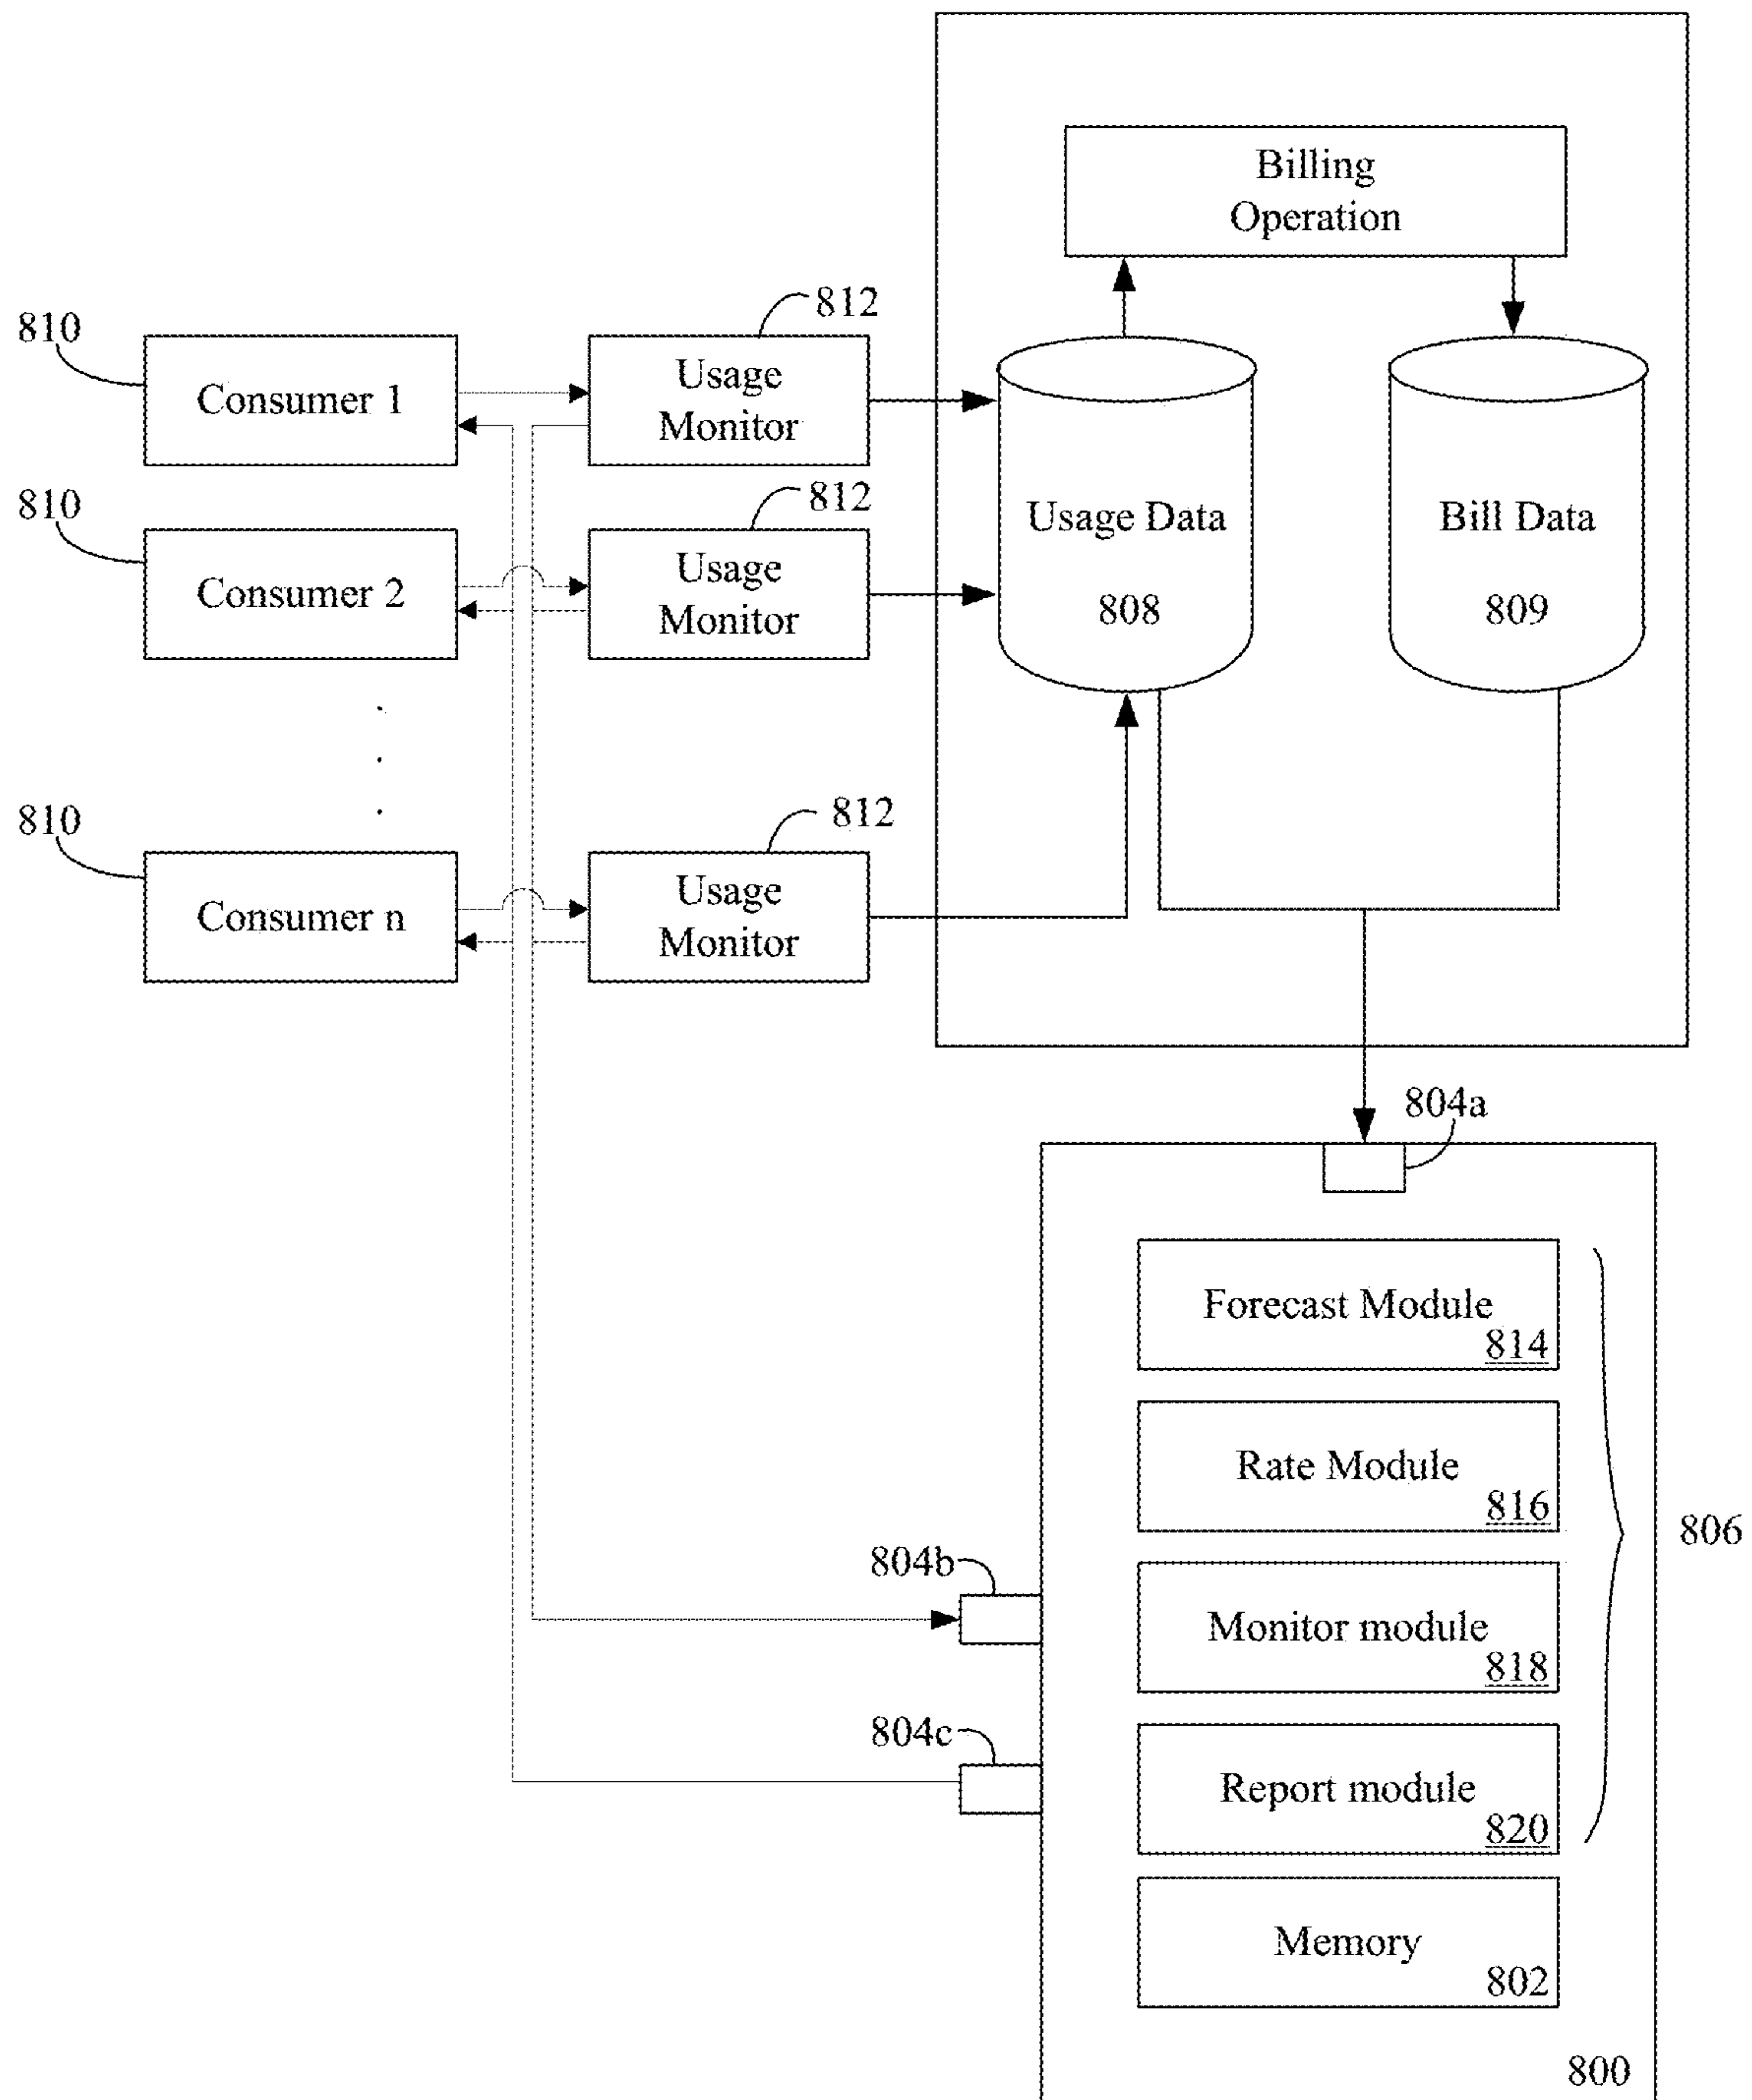 Billing
Operation
812
810
Consumer 1
Usage
Monitor
810
812
Consumer 2
Usage
Monitor
Usage Data
808
Bill Data
809
.
.
.
810
812
Consumer n
Usage
Monitor
804a
Forecast Module
814
Rate Module
816
806
804b
Monitor module
818
804c
Report module
820
Memory
802
800